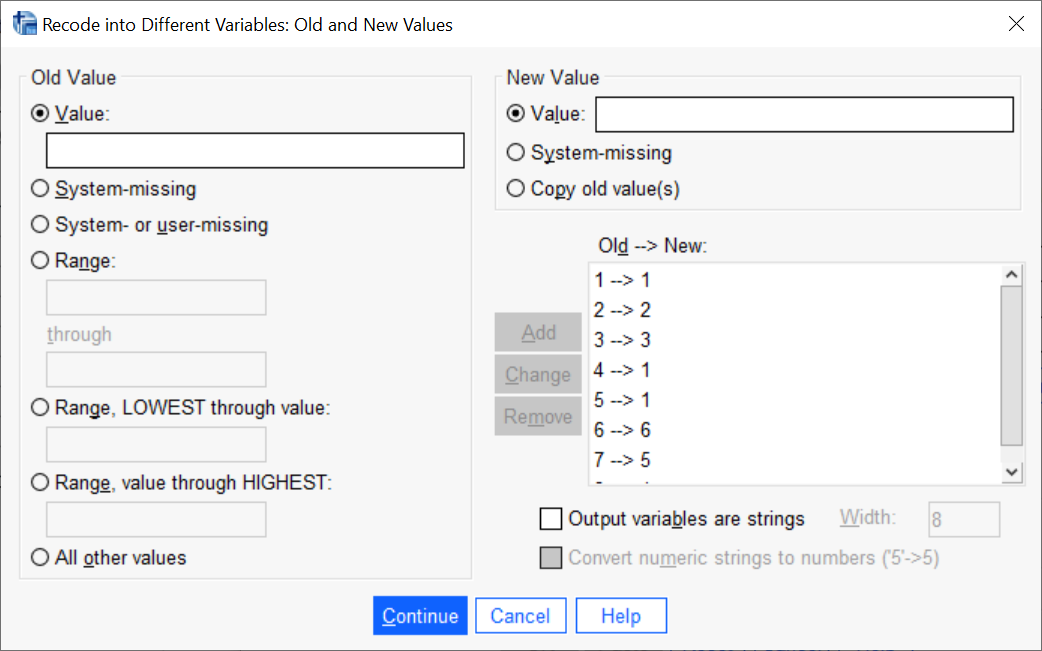 Recode into Different Variables: Old and New Values
Old Value
Value:
System-missing
System- or user-missing
Range:
through
Range, LOWEST through value:
Range, value through HIGHEST:
All other values
New Value
Value:
System-missing
Copy old value(s)
Old --> New:
1 --> 1
2 --> 2
3 --> 3
4 --> 1
5 --> 1
6 --> 6
7 --> 5
Add
Change
Remove
Output variables are strings
Width:
8
Convert numeric strings to numbers ('5'->5)
Continue
Cancel
Help